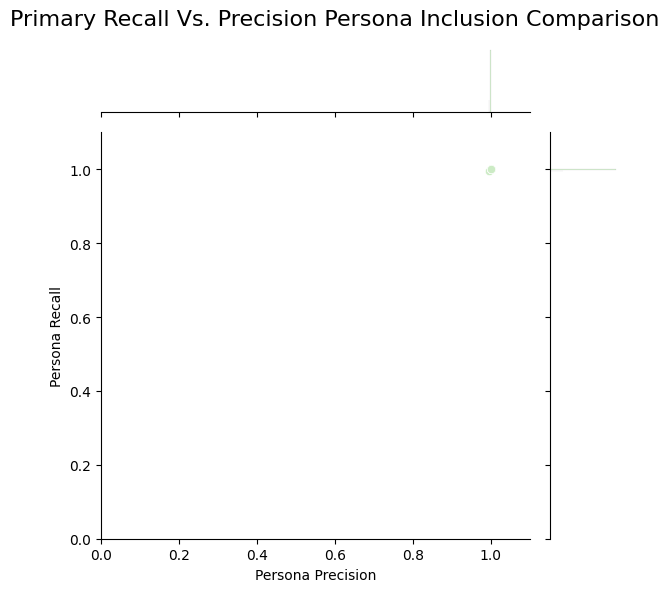 Primary Recall Vs. Precision Persona Inclusion Comparison
1.0
0.8
0.6
0.4
0.2
0.0
Persona Recall
0.0 0.2 0.4 0.6 0.8 1.0
Persona Precision